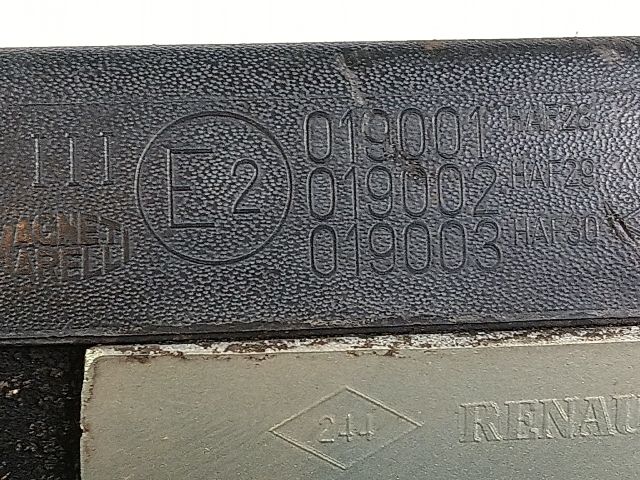 019001 HAF28
III E2 019002 HAF29
MAGNETI 019003 HAF30
MARELLI
244 RENAU